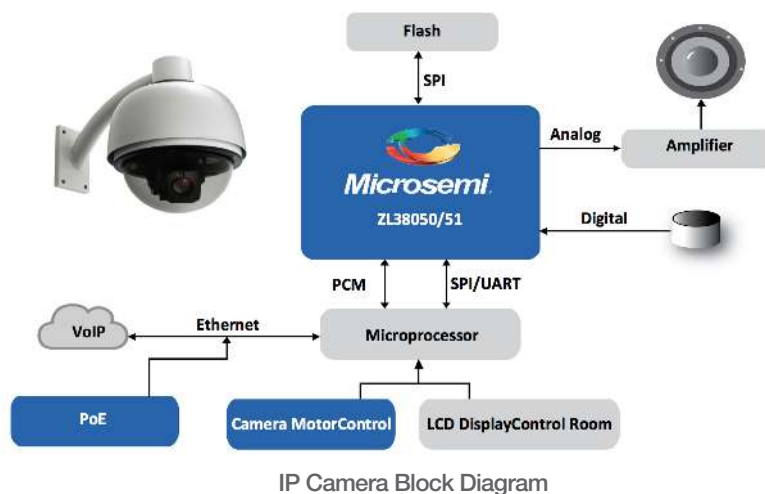 Flash
SPI
Analog
Amplifier
Microsemi.
ZL38050/51
Digital
PCM
SPI/UART
VoIP
Ethernet
Microprocessor
PoE
Camera MotorControl
LCD DisplayControl Room
IP Camera Block Diagram